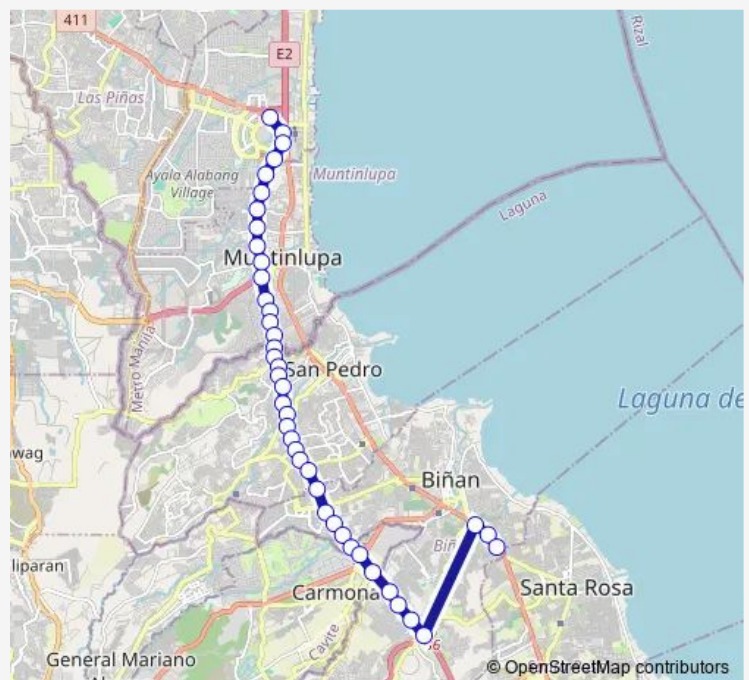 411
E2
Rizal
Las Piñas
Ayala Alabang
Village
Muntinlupa
Laguna
Muntinlupa
Metro Manila
San Pedro
Laguna de
wag
Biñan
Biñ
liparan
Carmona
Santa Rosa
Cavite
General Mariano
© OpenStreetMap contributors